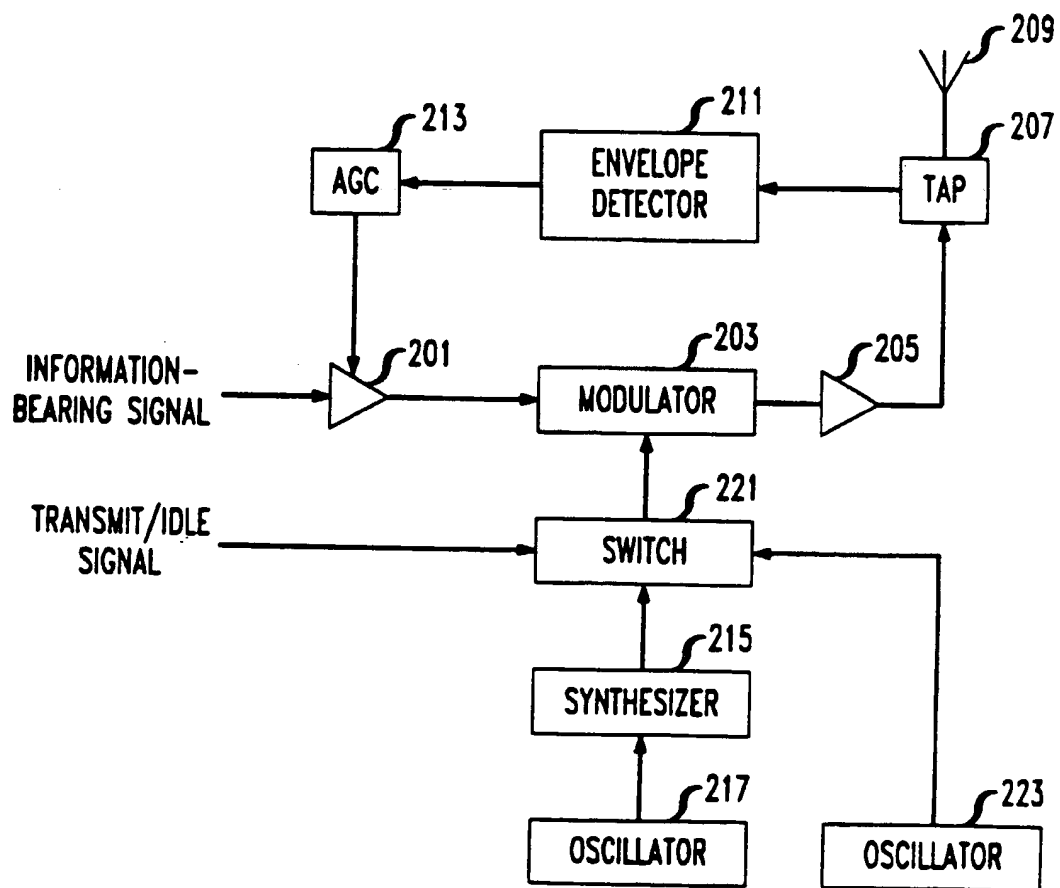 209
211
213
207
ENVELOPE
DETECTOR
AGC
TAP
201
203
205
INFORMATION-
BEARING SIGNAL
MODULATOR
221
TRANSMIT/IDLE
SIGNAL
SWITCH
215
SYNTHESIZER
217
223
OSCILLATOR
OSCILLATOR